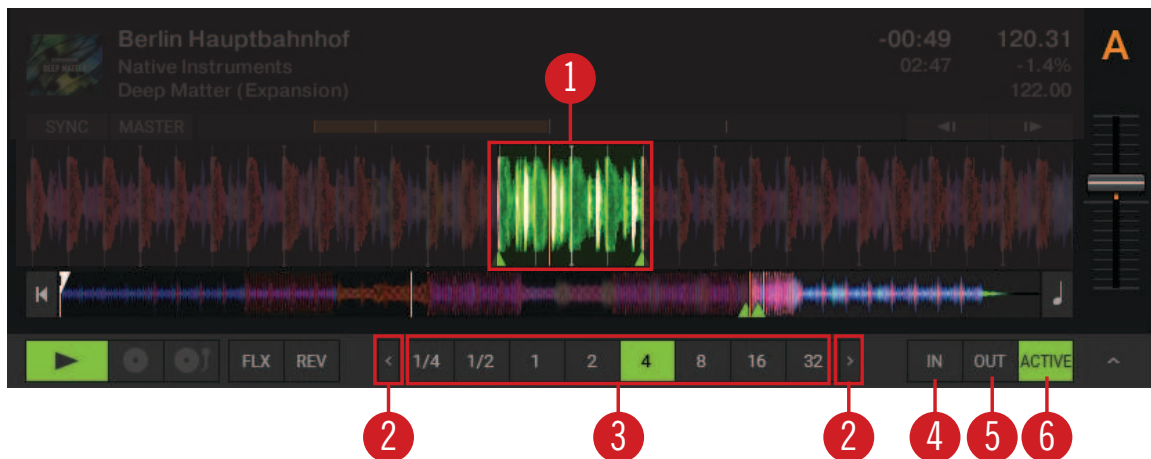 1
Berlin Hauptbahnhof -00:49 120.31 A
Native Instruments 02:47 -1.4%
Deep Matter (Expansion) 122.00
DEEP MATTER
SYNC MASTER
FLX REV < 1/4 1/2 1 2 4 8 16 32 > IN OUT ACTIVE
2 3 2 4 5 6